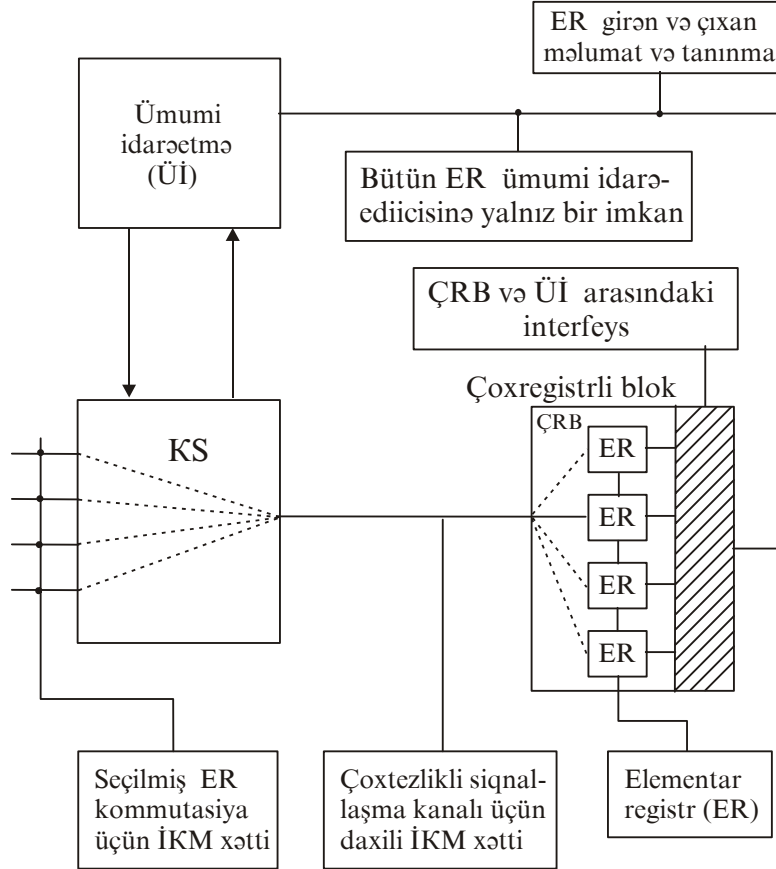 ER girən və çıxan
məlumat və tanınma
Ümumi
idarəetmə
(Üİ)
Bütün ER ümumi idarə-
ediicisinə yalnız bir imkan
ÇRB və Üİ arasındaki
interfeys
Çoxregistrli blok
KS
ÇRB
ER
ER
ER
ER
Seçilmiş ER
kommutasiya
üçün İKM xətti
Çoxtezlikli siqnal-
laşma kanalı üçün
daxili İKM xətti
Elementar
registr (ER)